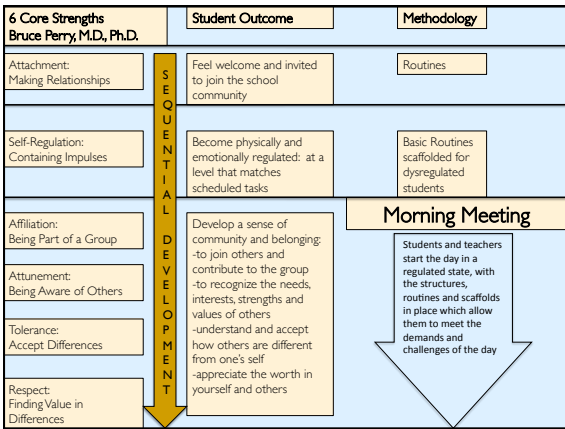 6 Core Strengths
Bruce Perry, M.D., Ph.D.
Student Outcome
Methodology
Attachment:
Making Relationships
SEQUENTIAL DEVELOPMENT
Feel welcome and invited
to join the school
community
Routines
Self-Regulation:
Containing Impulses
Become physically and
emotionally regulated: at a
level that matches
scheduled tasks
Basic Routines
scaffolded for
dysregulated
students
Affiliation:
Being Part of a Group
Attunement:
Being Aware of Others
Tolerance:
Accept Differences
Respect:
Finding Value in
Differences
Develop a sense of
community and belonging:
-to join others and
contribute to the group
-to recognize the needs,
interests, strengths and
values of others
-understand and accept
how others are different
from one's self
-appreciate the worth in
yourself and others
Morning Meeting
Students and teachers
start the day in a
regulated state, with
the structures,
routines and scaffolds
in place which allow
them to meet the
demands and
challenges of the day